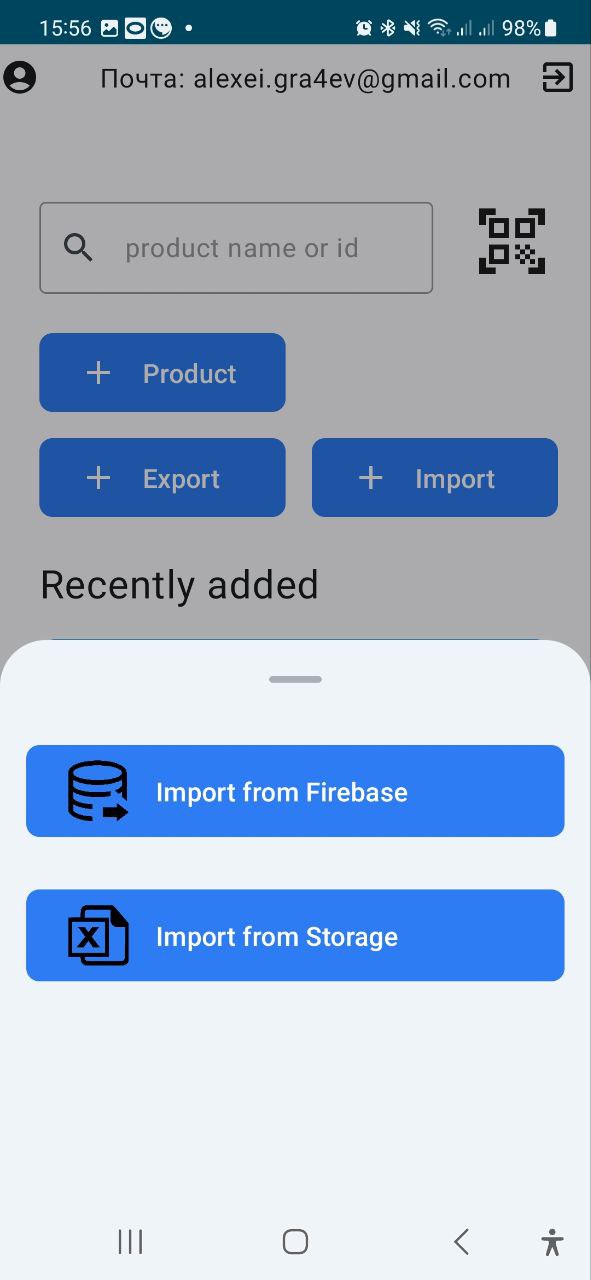 15:56 98%
Почта: alexei.gra4ev@gmail.com
product name or id
Product
Export Import
Recently added
Import from Firebase
X Import from Storage